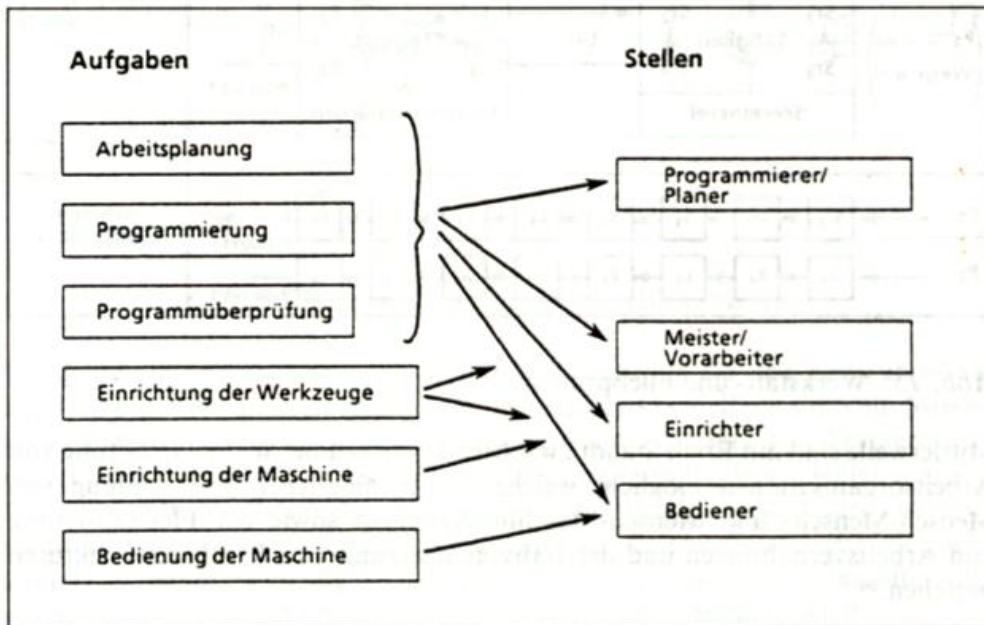 Aufgaben
Arbeitsplanung
Programmierung
Programmüberprüfung
Einrichtung der Werkzeuge
Einrichtung der Maschine
Bedienung der Maschine
Stellen
Programmierer/
Planer
Meister/
Vorarbeiter
Einrichter
Bediener